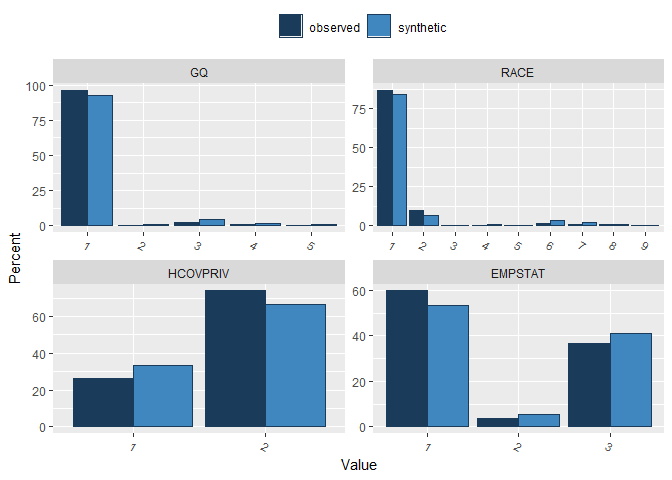 observed synthetic
GQ
RACE
100
75
50
25
0
1 2 3 4 5
75
50
25
0
1 2 3 4 5 6 7 8 9
Percent
HCOVPRIV
EMPSTAT
60
40
20
0
1 2
60
40
20
0
1 2 3
Value